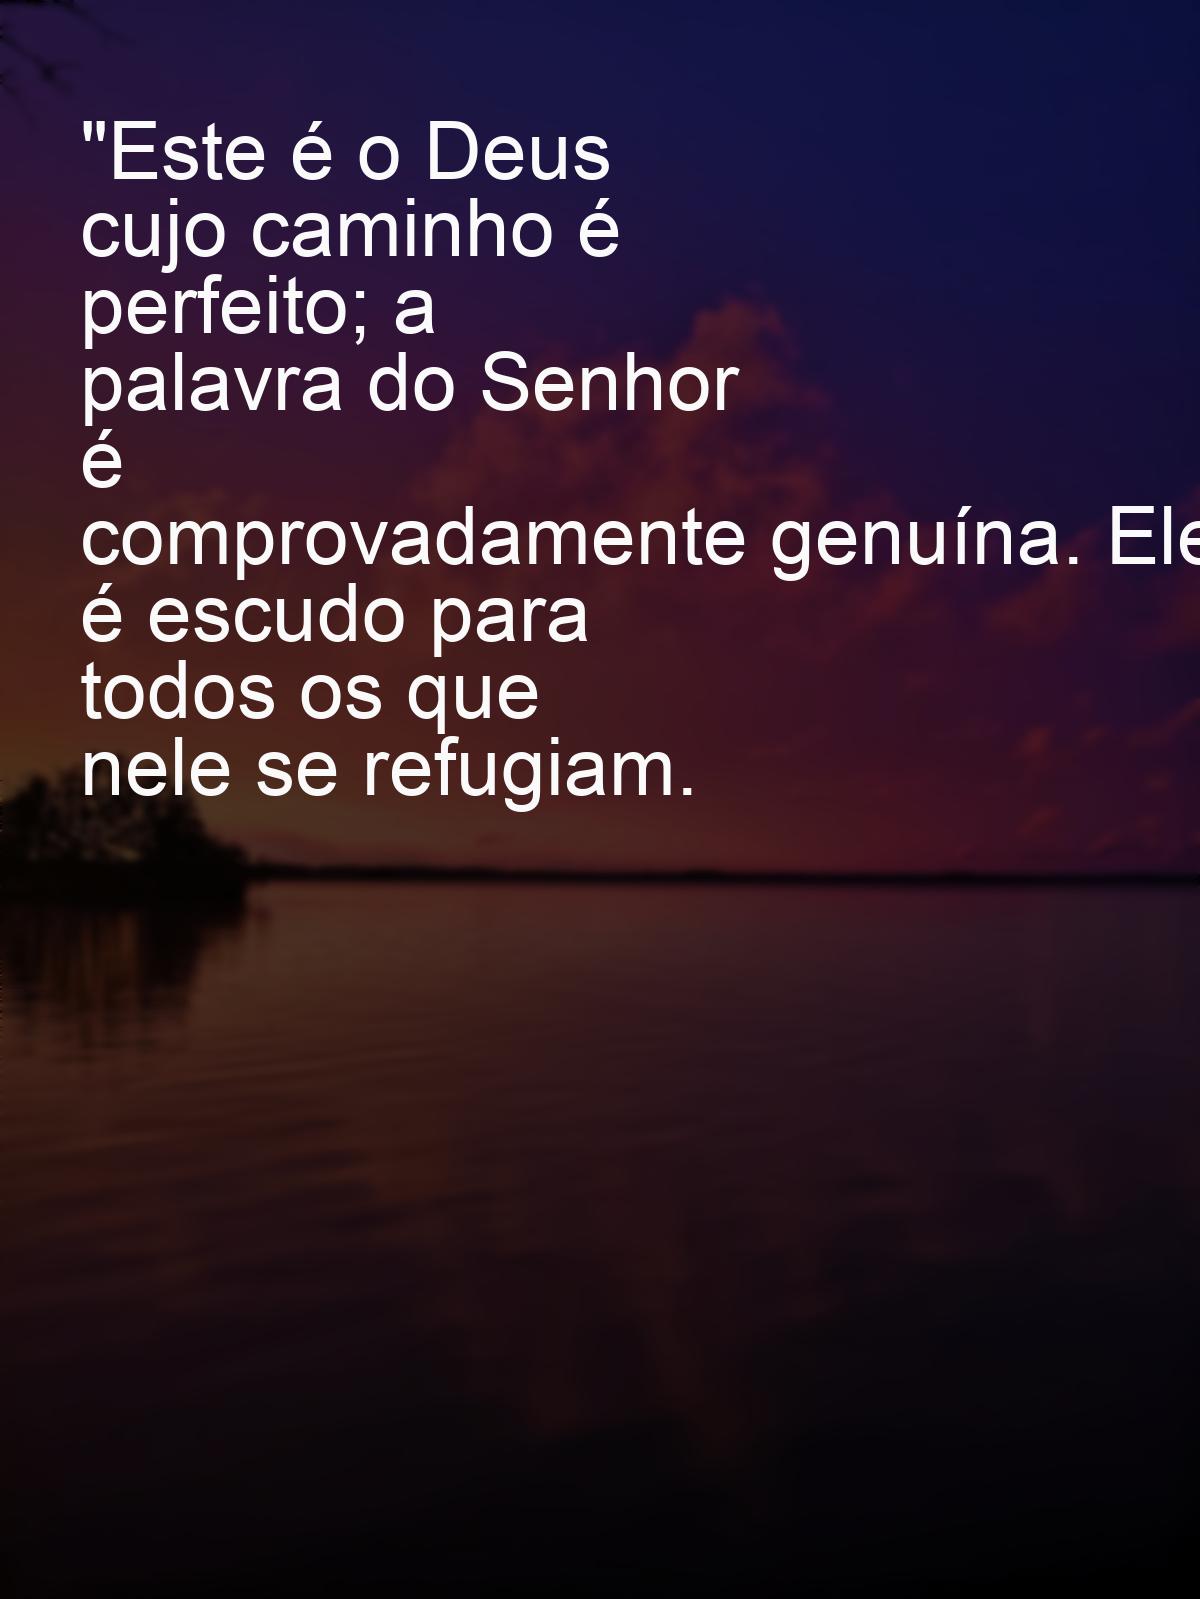 "Este é o Deus
cujo caminho é
perfeito; a
palavra do Senhor
é
comprovadamente genuína. Ele
é escudo para
todos os que
nele se refugiam.